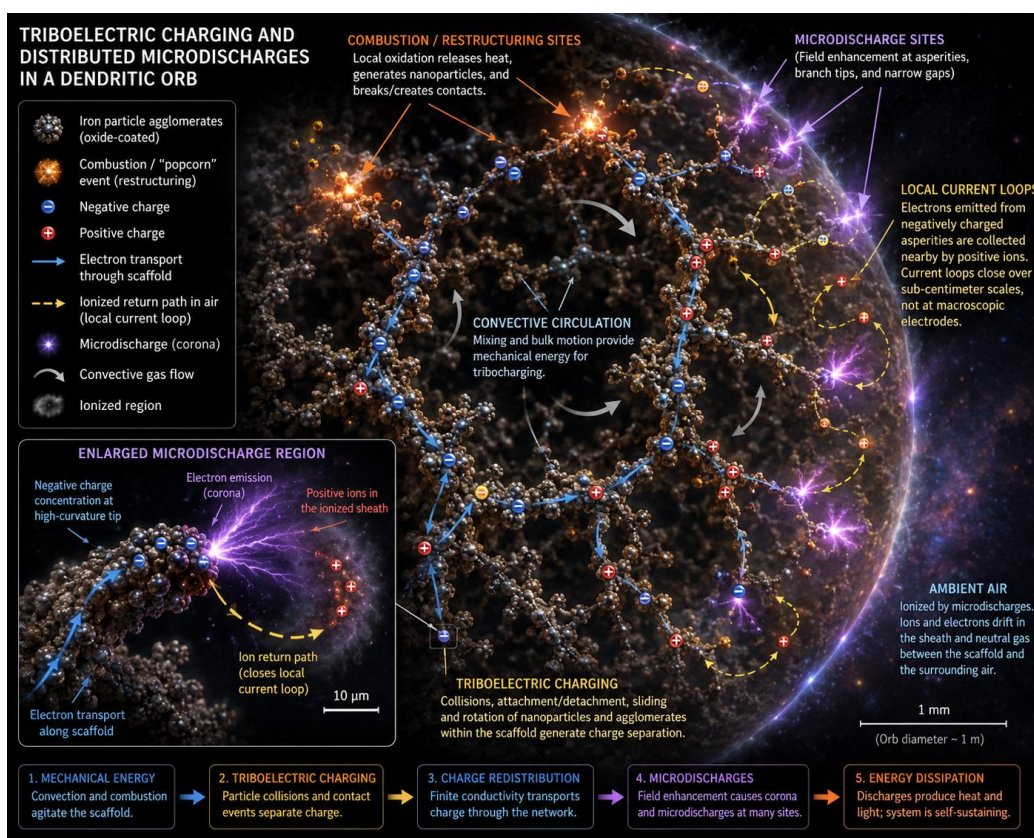 TRIBOELECTRIC CHARGING AND
DISTRIBUTED MICRODISCHARGES
IN A DENDRITIC ORB
Iron particle agglomerates
(oxide-coated)
Combustion / “popcorn”
event (restructuring)
Negative charge
Positive charge
Electron transport
through scaffold
Ionized return path in air
(local current loop)
Microdischarge (corona)
Convective gas flow
Ionized region
COMBUSTION / RESTRUCTURING SITES
Local oxidation releases heat,
generates nanoparticles, and
breaks/creates contacts.
MICRODISCHARGE SITES
(Field enhancement at asperities,
branch tips, and narrow gaps)
LOCAL CURRENT LOOPS
Electrons emitted from
negatively charged
asperities are collected
nearby by positive ions.
Current loops close over
sub-centimeter scales,
not at macroscopic
electrodes.
CONVECTIVE CIRCULATION
Mixing and bulk motion provide
mechanical energy for
tribocharging.
ENLARGED MICRODISCHARGE REGION
Negative charge
concentration at
high-curvature tip
Electron emission
(corona)
Positive ions in
the ionized sheath
Ion return path
(closes local
current loop)
10 µm
Electron transport
along scaffold
TRIBOELECTRIC CHARGING
Collisions, attachment/detachment, sliding
and rotation of nanoparticles and agglomerates
within the scaffold generate charge separation.
AMBIENT AIR
Ionized by microdischarges.
Ions and electrons drift in
the sheath and neutral gas
between the scaffold and
the surrounding air.
1 mm
(Orb diameter ~ 1 m)
1. MECHANICAL ENERGY
Convection and combustion
agitate the scaffold.
2. TRIBOELECTRIC CHARGING
Particle collisions and contact
events separate charge.
3. CHARGE REDISTRIBUTION
Finite conductivity transports
charge through the network.
4. MICRODISCHARGES
Field enhancement causes corona
and microdischarges at many sites.
5. ENERGY DISSIPATION
Discharges produce heat and
light; system is self-sustaining.